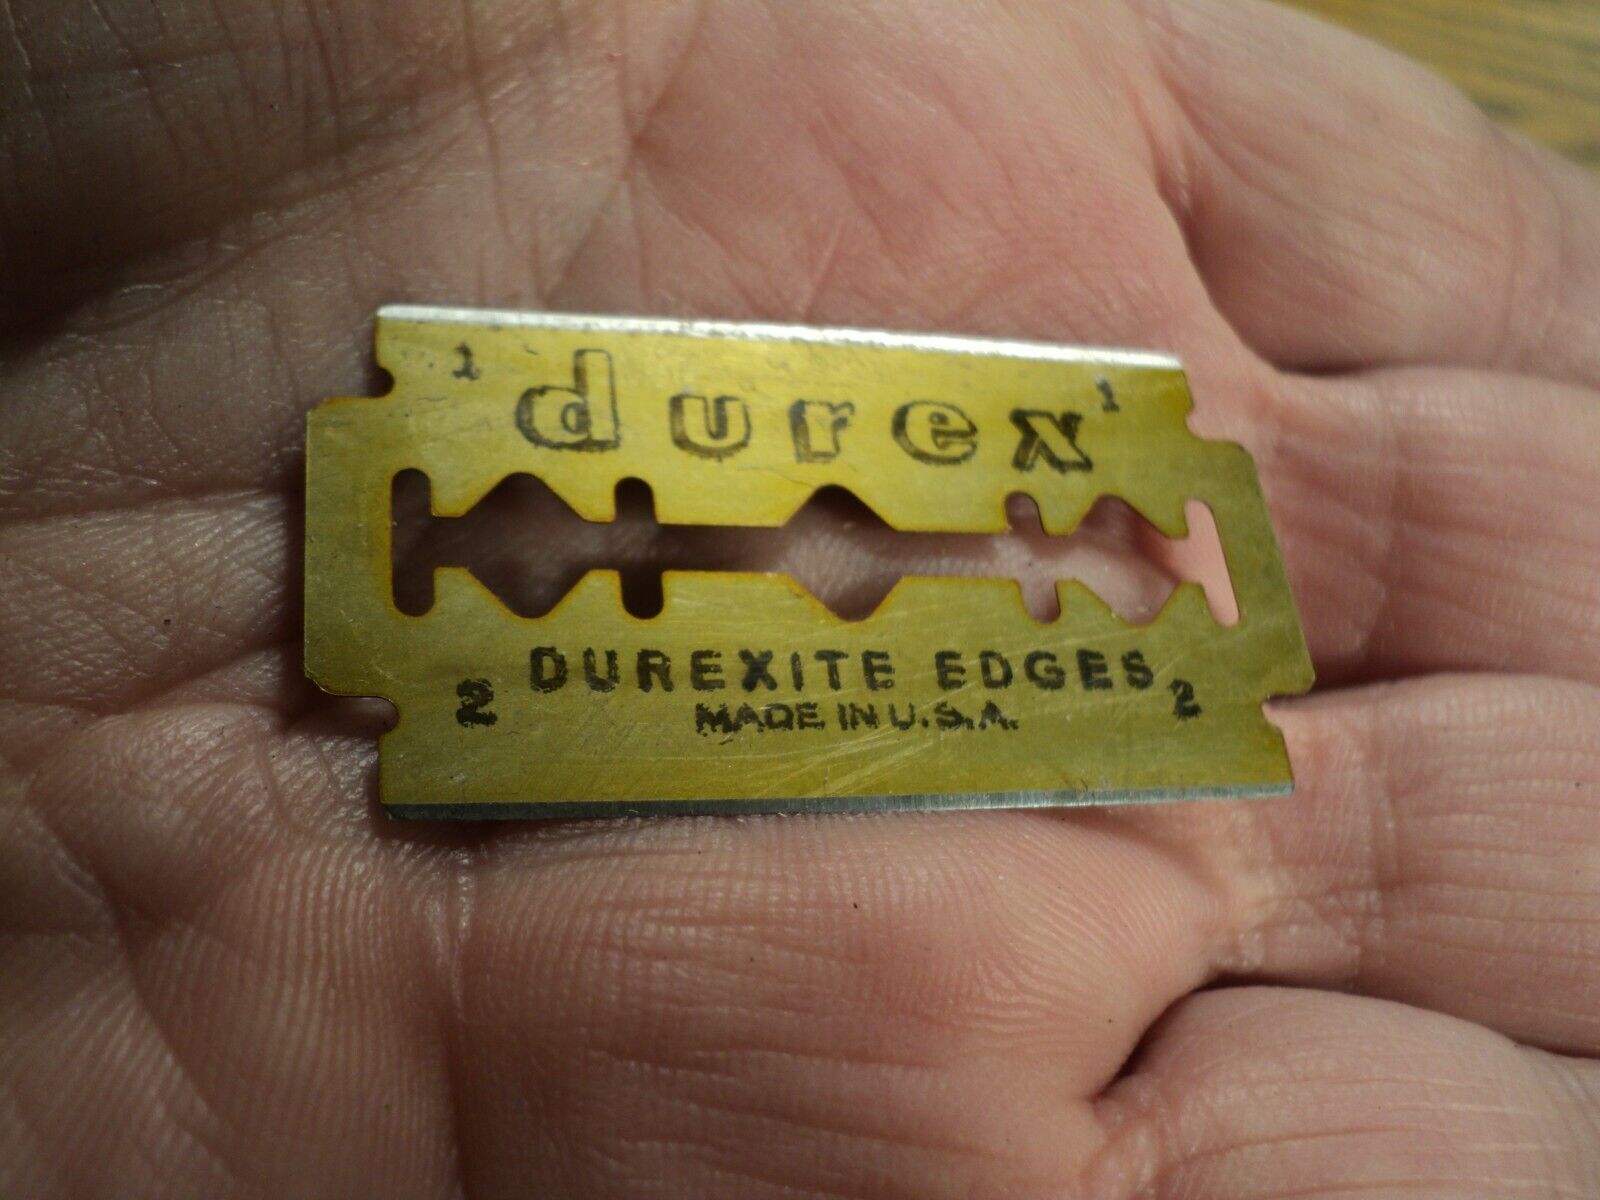 1 durex 1
2 DUREXITE EDGES 2
MADE IN U.S.A.